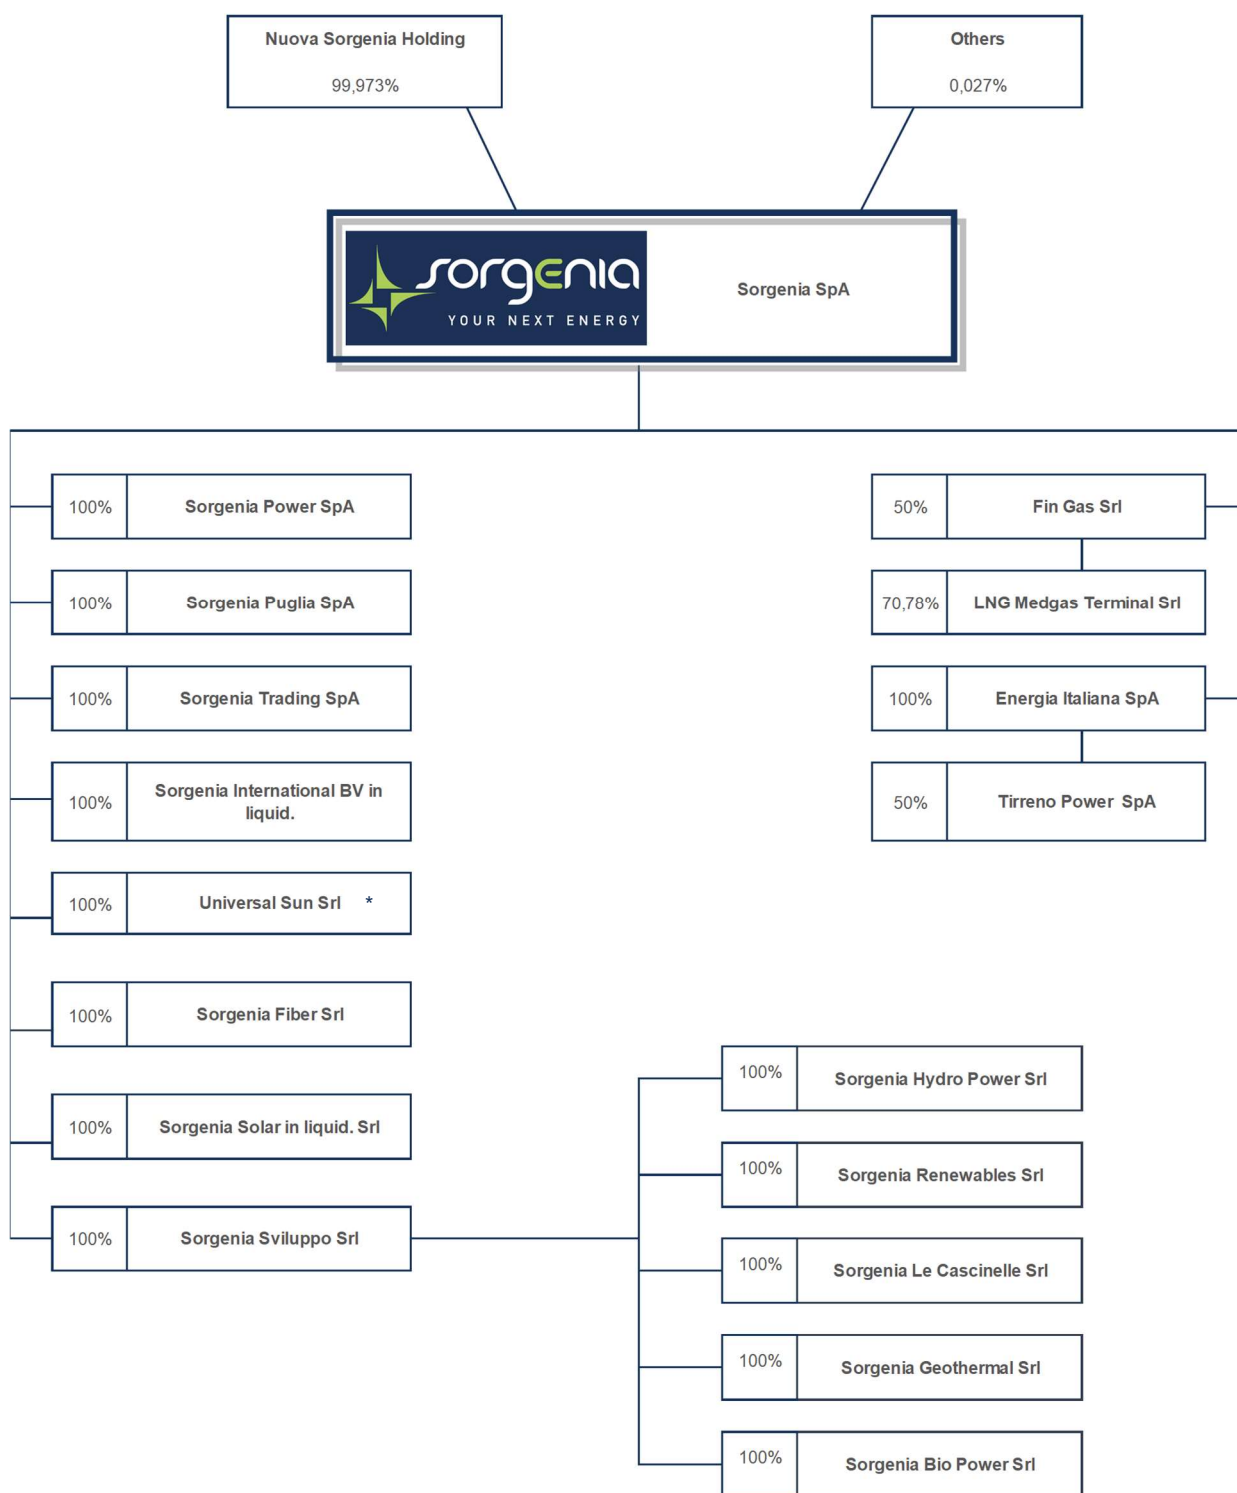 Nuova Sorgenia Holding
99,973%
Others
0,027%
sorgenia
YOUR NEXT ENERGY
Sorgenia SpA
100%
Sorgenia Power SpA
100%
Sorgenia Puglia SpA
100%
Sorgenia Trading SpA
100%
Sorgenia International BV in
liquid.
100%
Universal Sun Srl *
100%
Sorgenia Fiber Srl
100%
Sorgenia Solar in liquid. Srl
100%
Sorgenia Sviluppo Srl
50%
Fin Gas Srl
70,78%
LNG Medgas Terminal Srl
100%
Energia Italiana SpA
50%
Tirreno Power SpA
100%
Sorgenia Hydro Power Srl
100%
Sorgenia Renewables Srl
100%
Sorgenia Le Cascinelle Srl
100%
Sorgenia Geothermal Srl
100%
Sorgenia Bio Power Srl